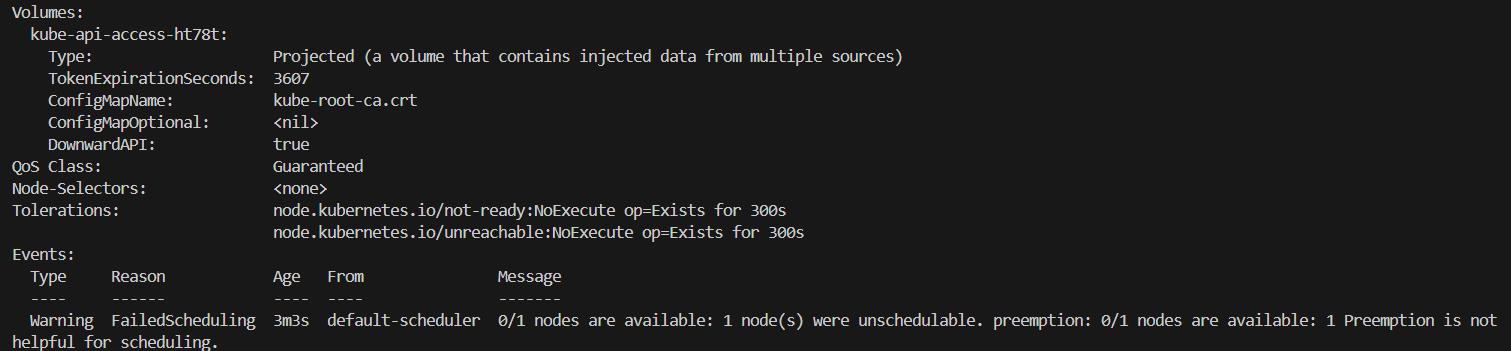 Volumes:
  kube-api-access-ht78t:
    Type:                    Projected (a volume that contains injected data from multiple sources)
    TokenExpirationSeconds:  3607
    ConfigMapName:           kube-root-ca.crt
    ConfigMapOptional:       <nil>
    DownwardAPI:             true
QoS Class:                   Guaranteed
Node-Selectors:              <none>
Tolerations:                 node.kubernetes.io/not-ready:NoExecute op=Exists for 300s
                             node.kubernetes.io/unreachable:NoExecute op=Exists for 300s
Events:
  Type     Reason            Age   From               Message
  ----     ------            ----  ----               -------
  Warning  FailedScheduling  3m3s  default-scheduler  0/1 nodes are available: 1 node(s) were unschedulable. preemption: 0/1 nodes are available: 1 Preemption is not
helpful for scheduling.